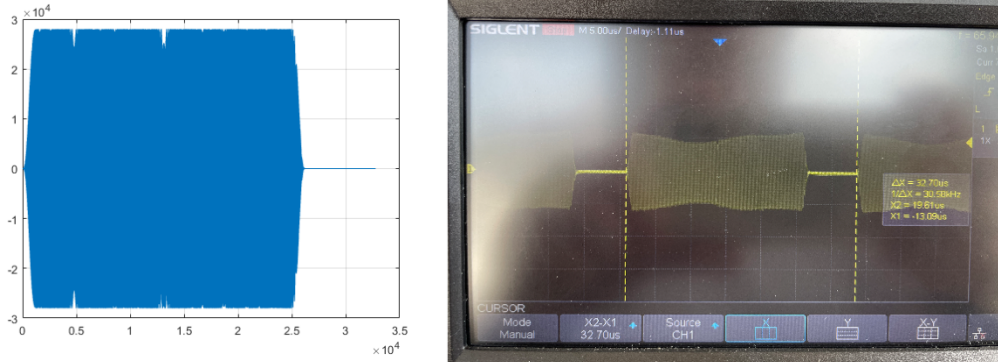 3
× 10⁴
2
1
0
-1
-2
-3
0
0.5
1
1.5
2
2.5
3
3.5
× 10⁴
SIGLENT
M 5.00us/ Delay:-1.11us
Edge
L
1X
ΔX = 32.70us
1/ΔX = 30.58kHz
X2 = 19.61us
X1 = -13.09us
CURSOR
Mode
Manual
X2-X1
32.70us
Source
CH1
X
Y
X-Y